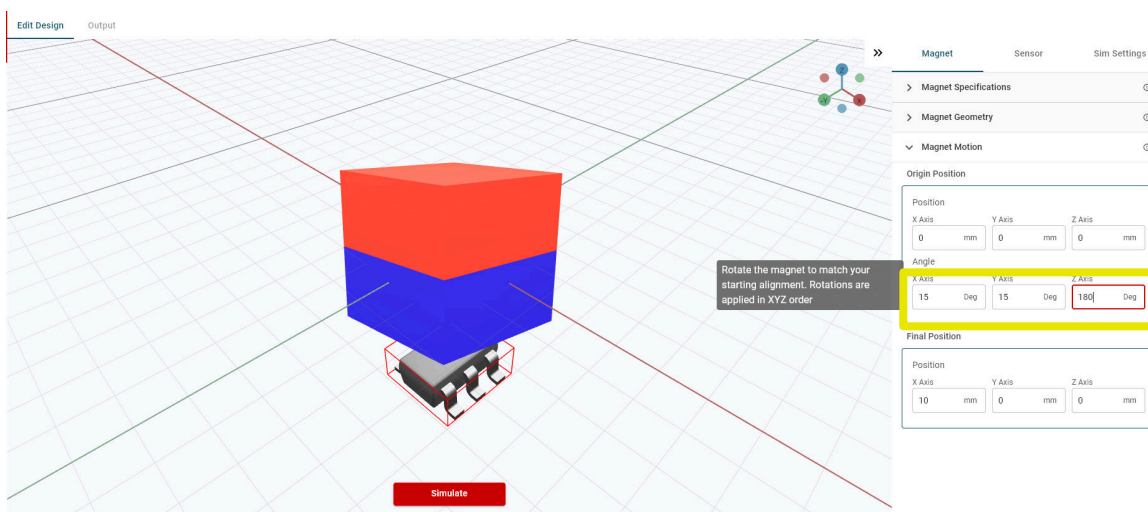 Edit Design
Output
Magnet
Sensor
Sim Settings
Z
-Y
X
Magnet Specifications
Magnet Geometry
Magnet Motion
Origin Position
Position
X Axis
Y Axis
Z Axis
0 mm
0 mm
0 mm
Angle
X Axis
Y Axis
Z Axis
15 Deg
15 Deg
180 Deg
Rotate the magnet to match your
starting alignment. Rotations are
applied in XYZ order
Final Position
Position
X Axis
Y Axis
Z Axis
10 mm
0 mm
0 mm
Simulate